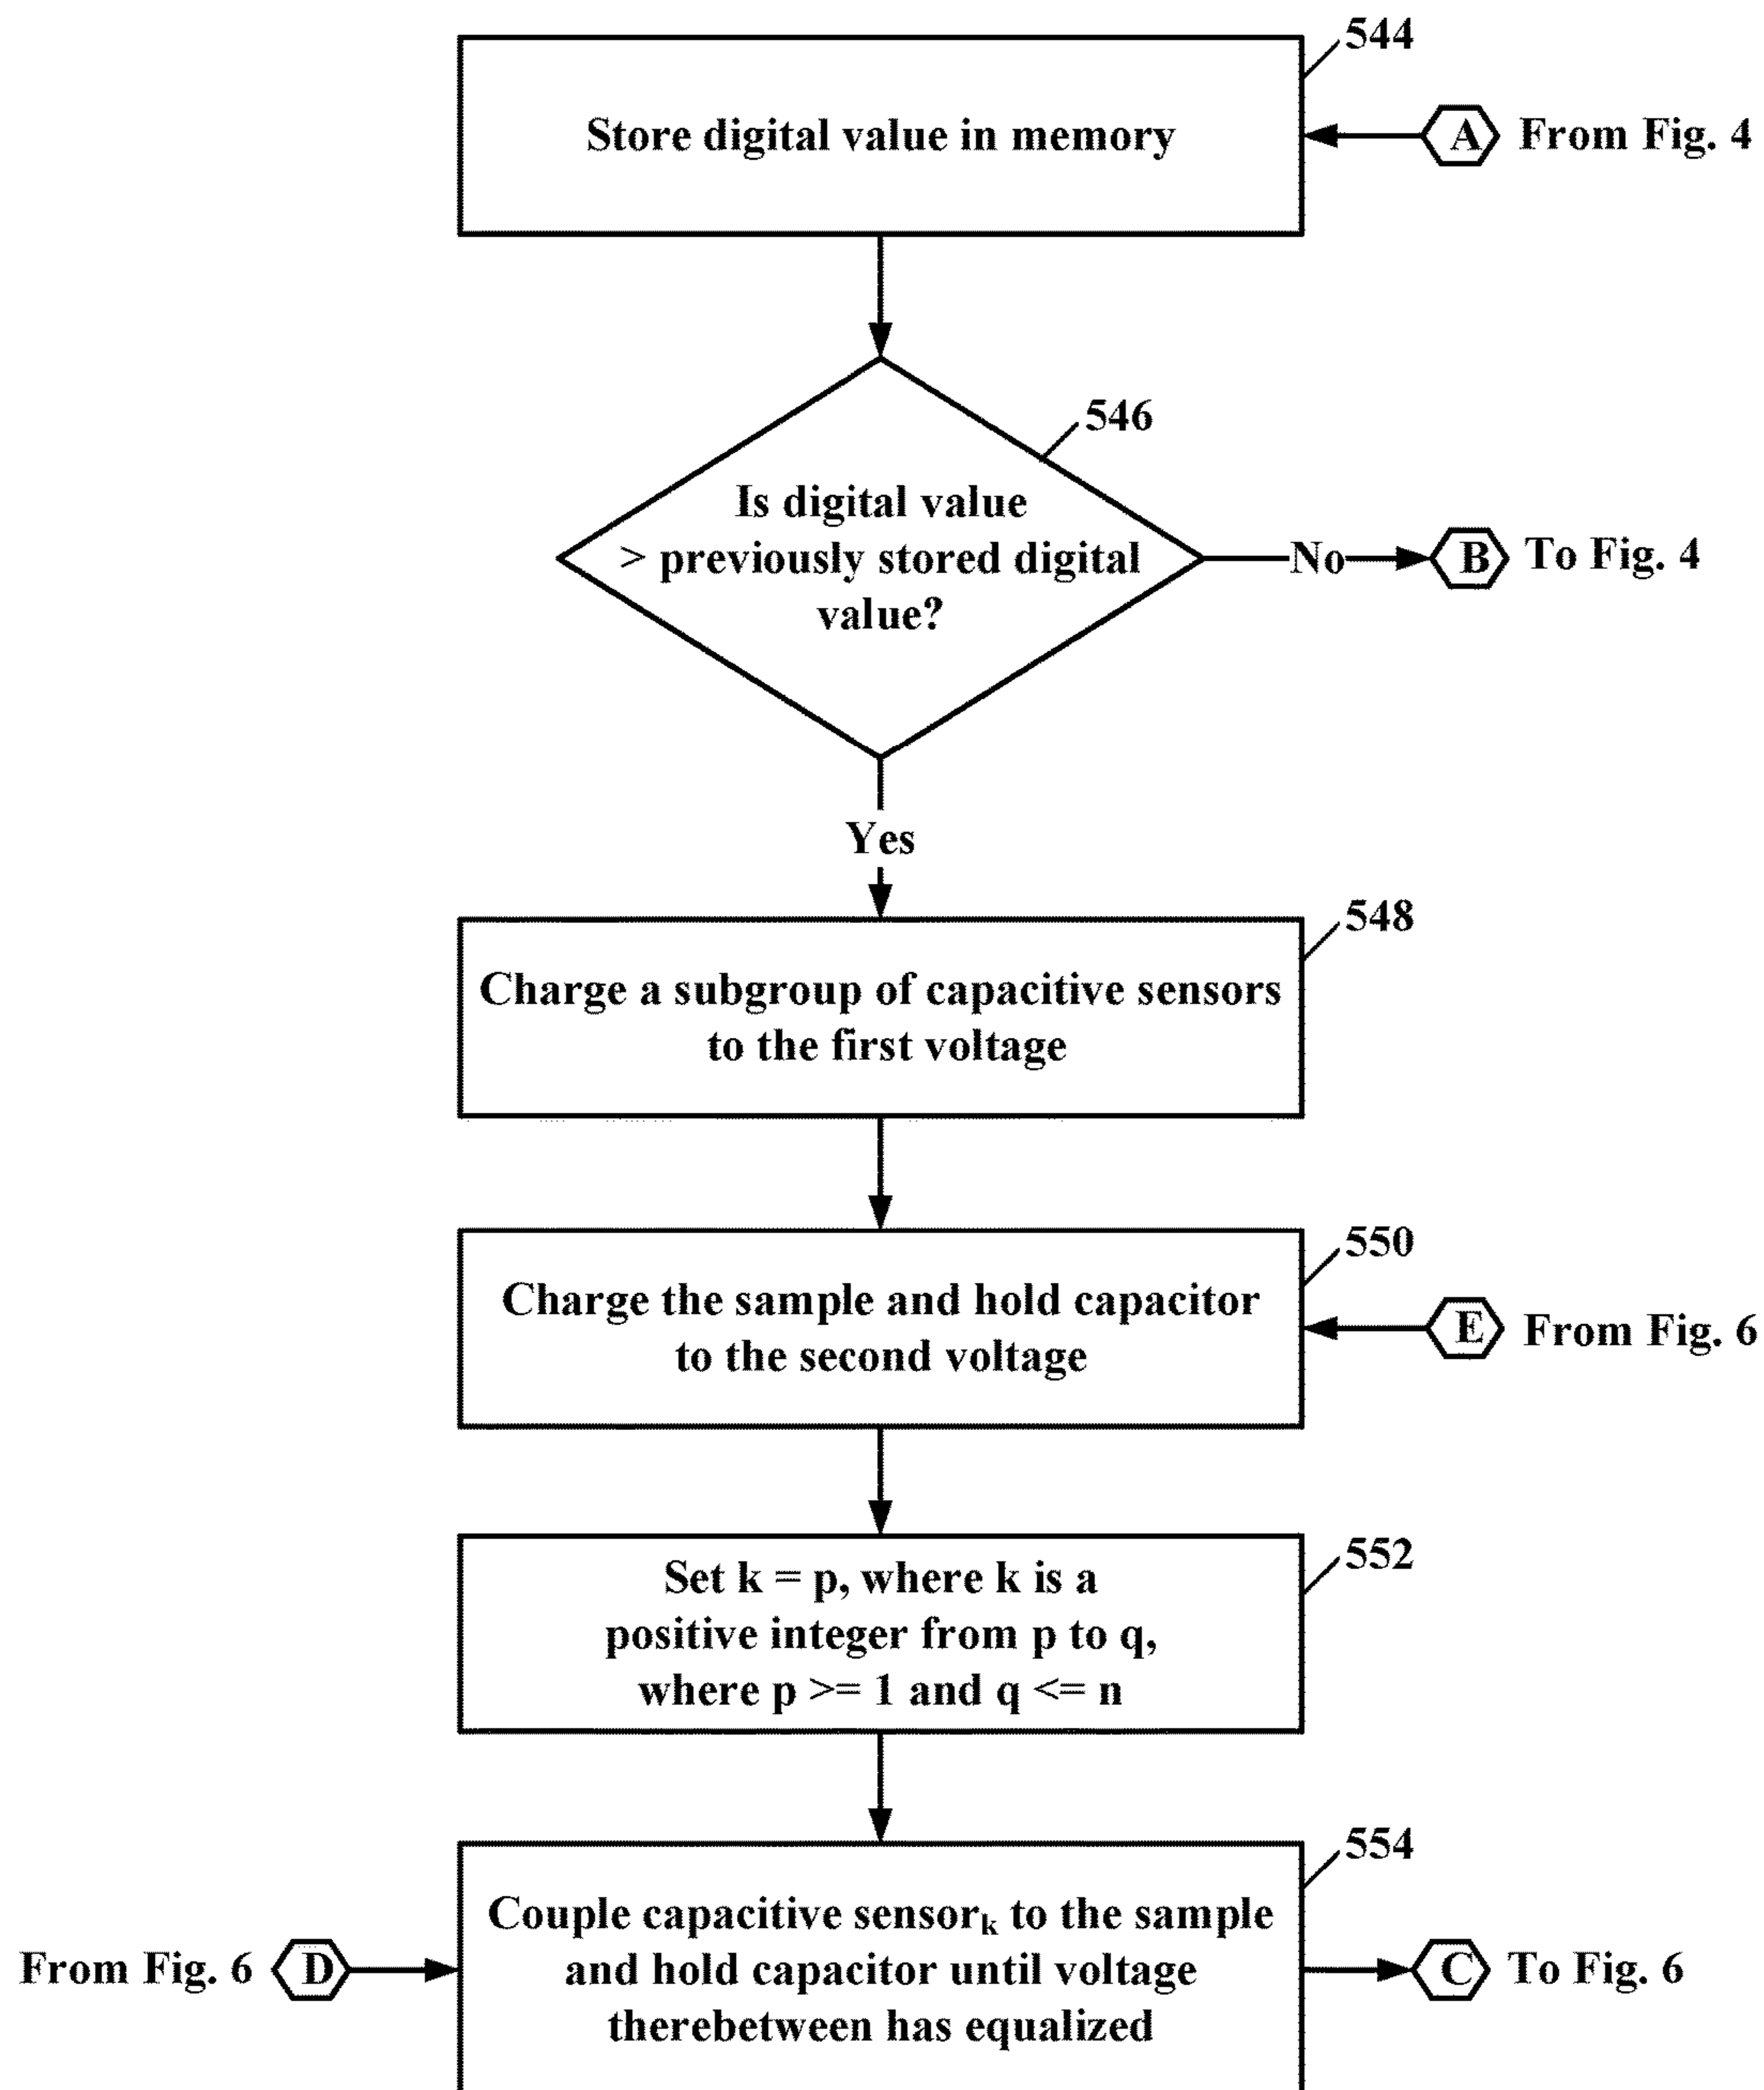 544
Store digital value in memory
A From Fig. 4
546
Is digital value
> previously stored digital
value?
No
B To Fig. 4
Yes
548
Charge a subgroup of capacitive sensors
to the first voltage
550
Charge the sample and hold capacitor
to the second voltage
E From Fig. 6
552
Set k = p, where k is a
positive integer from p to q,
where p >= 1 and q <= n
554
Couple capacitive sensorₖ to the sample
and hold capacitor until voltage
therebetween has equalized
From Fig. 6 D
C To Fig. 6